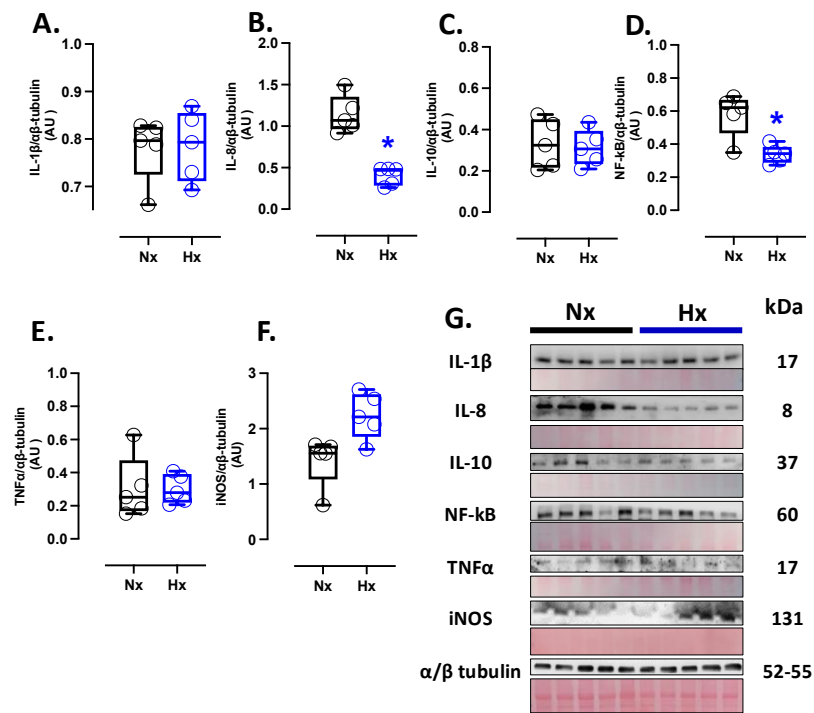 A.
IL-1β/αβ-tubulin
(AU )
1.0
0.9
0.8
0.7
Nx
Hx
B.
IL-8/αβ-tubulin
(AU)
2.0
1.5
1.0
0.5
0.0
*
Nx
Hx
C.
IL-10/αβ-tubulin
(AU)
0.8
0.6
0.4
0.2
0.0
Nx
Hx
D.
NF-kB/αβ-tubulin
(AU )
1.0
0.8
0.6
0.4
0.2
0.0
*
Nx
Hx
E.
TNFα/αβ-tubulin
(AU )
1.0
0.8
0.6
0.4
0.2
0.0
Nx
Hx
F.
iNOS/αβ-tubulin
(AU)
3
2
1
0
Nx
Hx
G.
Nx
Hx
kDa
IL-1β 17
IL-8 8
IL-10 37
NF-kB 60
TNFα 17
iNOS 131
α/β tubulin 52-55